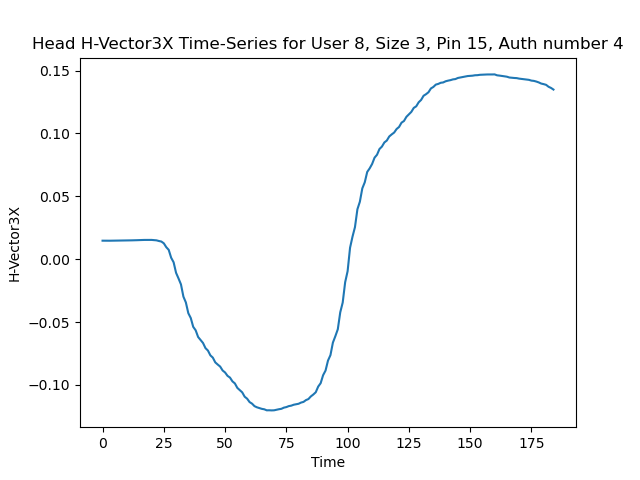 Head H-Vector3X Time-Series for User 8, Size 3, Pin 15, Auth number 4
0.15
0.10
0.05
0.00
−0.05
−0.10
H-Vector3X
0 25 50 75 100 125 150 175
Time